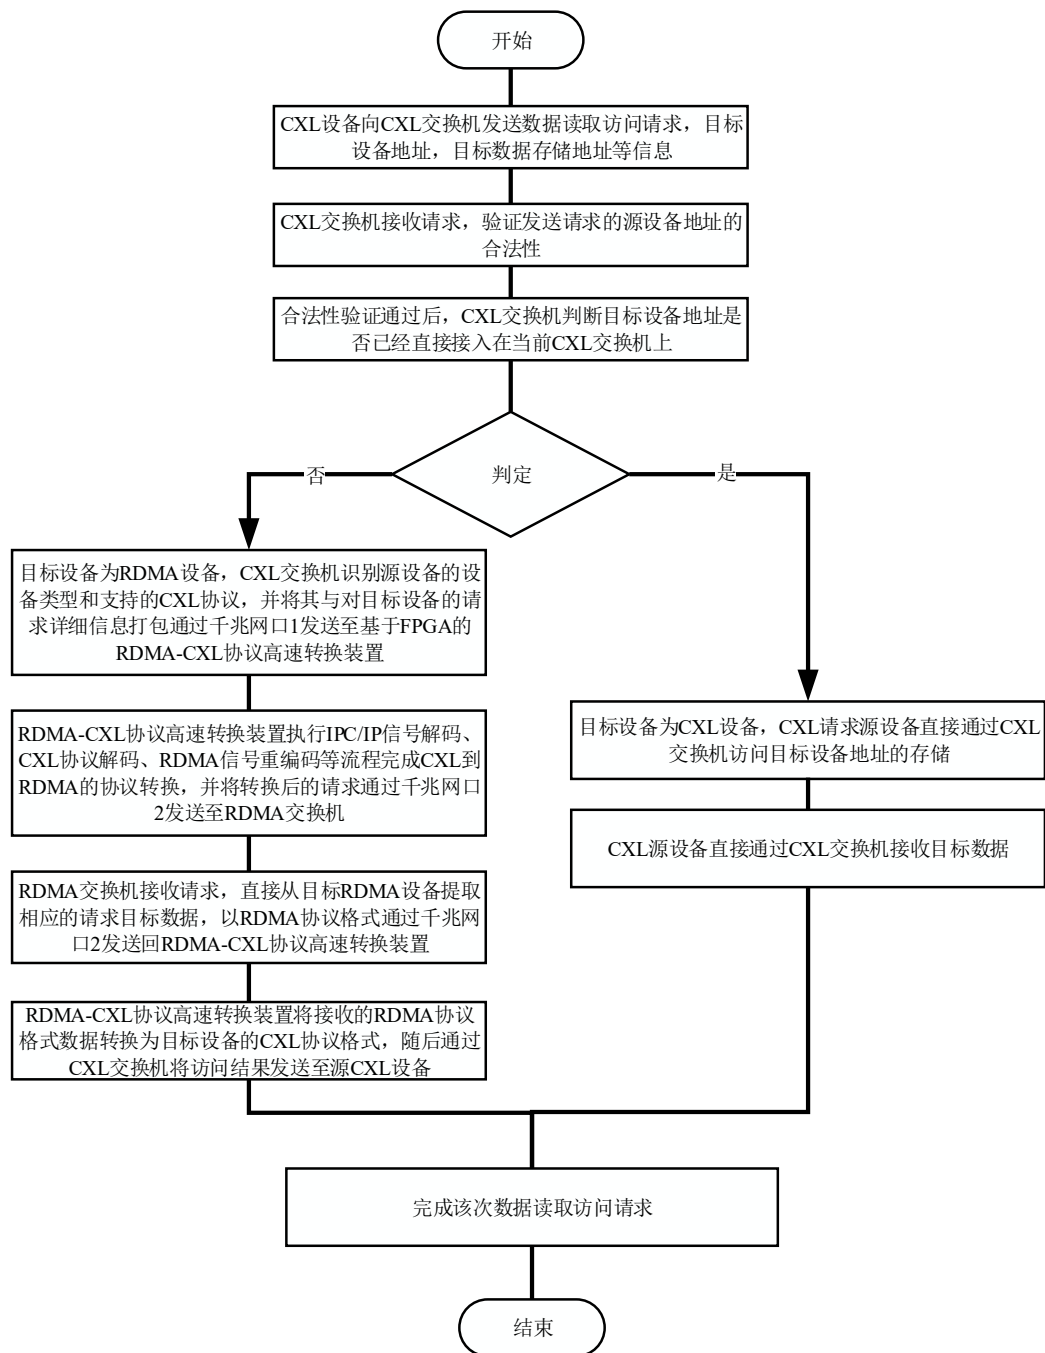 开始
CXL设备向CXL交换机发送数据读取访问请求，目标
设备地址，目标数据存储地址等信息
CXL交换机接收请求，验证发送请求的源设备地址的
合法性
合法性验证通过后，CXL交换机判断目标设备地址是
否已经直接接入在当前CXL交换机上
判定
否
是
目标设备为RDMA设备，CXL交换机识别源设备的设
备类型和支持的CXL协议，并将其与对目标设备的请
求详细信息打包通过千兆网口1发送至基于FPGA的
RDMA-CXL协议高速转换装置
RDMA-CXL协议高速转换装置执行IPC/IP信号解码、
CXL协议解码、RDMA信号重编码等流程完成CXL到
RDMA的协议转换，并将转换后的请求通过千兆网口
2发送至RDMA交换机
RDMA交换机接收请求，直接从目标RDMA设备提取
相应的请求目标数据，以RDMA协议格式通过千兆网
口2发送回RDMA-CXL协议高速转换装置
RDMA-CXL协议高速转换装置将接收的RDMA协议
格式数据转换为目标设备的CXL协议格式，随后通过
CXL交换机将访问结果发送至源CXL设备
目标设备为CXL设备，CXL请求源设备直接通过CXL
交换机访问目标设备地址的存储
CXL源设备直接通过CXL交换机接收目标数据
完成该次数据读取访问请求
结束